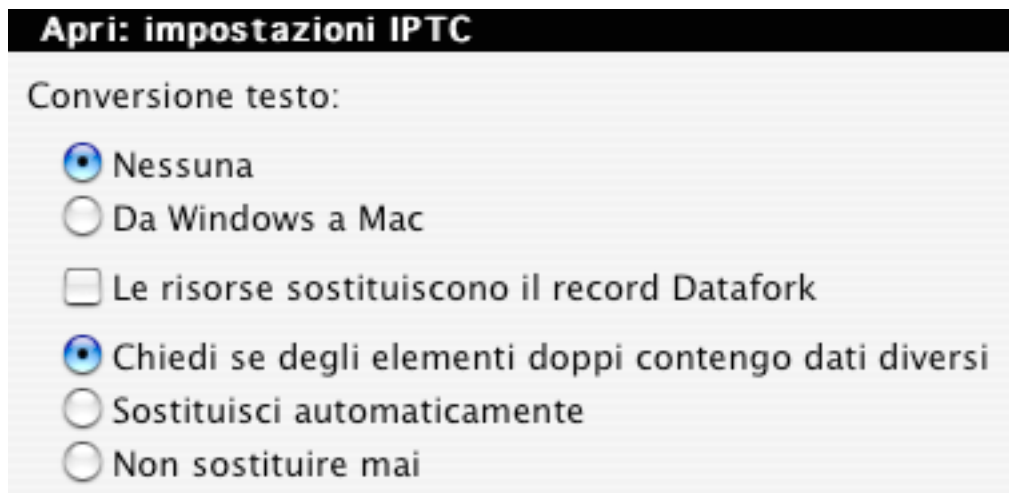 Apri: impostazioni IPTC
Conversione testo:
Nessuna
Da Windows a Mac
Le risorse sostituiscono il record Datafork
Chiedi se degli elementi doppi contengo dati diversi
Sostituisci automaticamente
Non sostituire mai